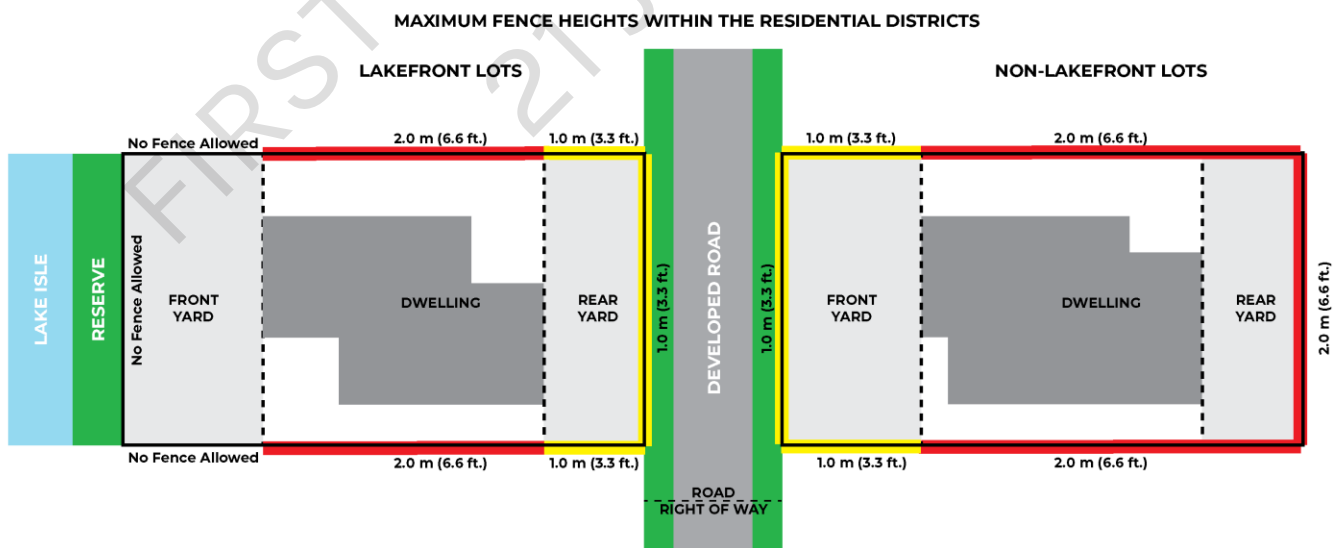 MAXIMUM FENCE HEIGHTS WITHIN THE RESIDENTIAL DISTRICTS
LAKEFRONT LOTS
NON-LAKEFRONT LOTS
No Fence Allowed
2.0 m (6.6 ft.)
1.0 m (3.3 ft.)
1.0 m (3.3 ft.)
2.0 m (6.6 ft.)
LAKE ISLE
RESERVE
No Fence Allowed
FRONT
YARD
DWELLING
REAR
YARD
1.0 m (3.3 ft.)
DEVELOPED ROAD
1.0 m (3.3 ft.)
FRONT
YARD
DWELLING
REAR
YARD
2.0 m (6.6 ft.)
No Fence Allowed
2.0 m (6.6 ft.)
1.0 m (3.3 ft.)
1.0 m (3.3 ft.)
2.0 m (6.6 ft.)
ROAD
RIGHT OF WAY
FIRST